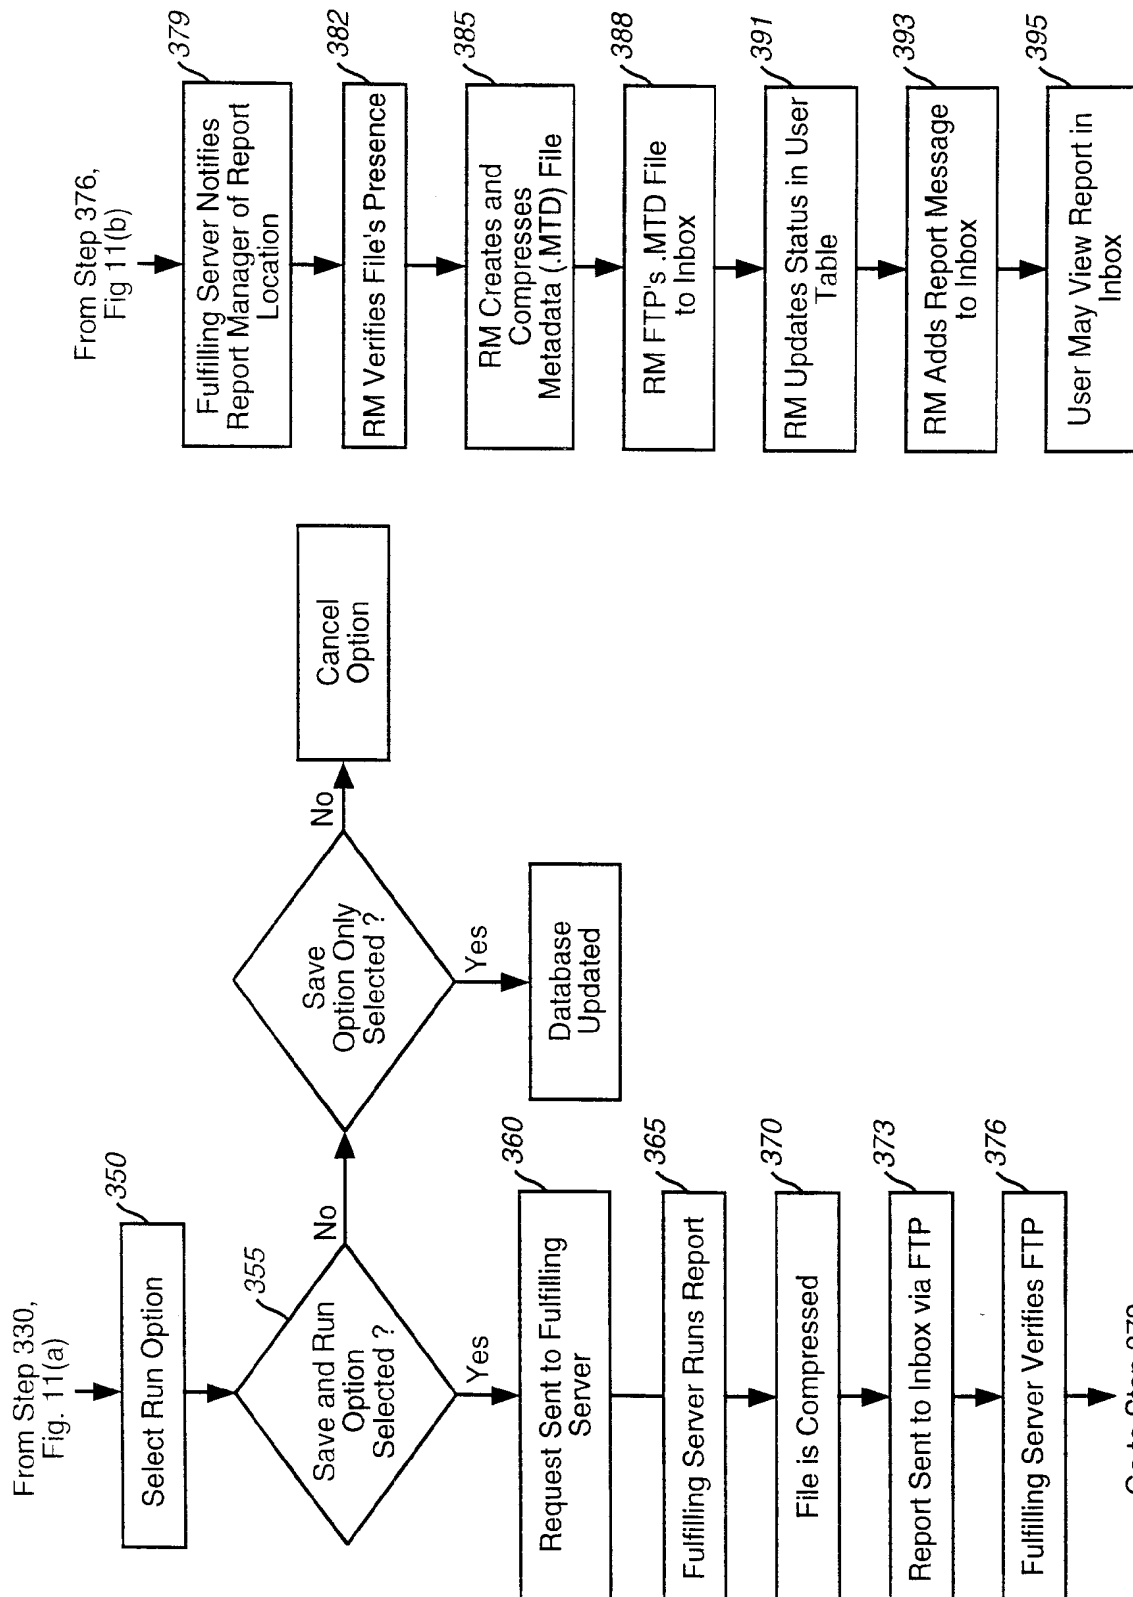 From Step 330,
Fig. 11(a)
350
Select Run Option
355
Save and Run
Option
Selected ?
No
Yes
Save
Option Only
Selected ?
No
Cancel
Option
Yes
Database
Updated
360
Request Sent to Fulfilling
Server
365
Fulfilling Server Runs Report
370
File is Compressed
373
Report Sent to Inbox via FTP
376
Fulfilling Server Verifies FTP
Go to Step
From Step 376,
Fig 11(b)
379
Fulfilling Server Notifies
Report Manager of Report
Location
382
RM Verifies File's Presence
385
RM Creates and
Compresses
Metadata (.MTD) File
388
RM FTP's .MTD File
to Inbox
391
RM Updates Status in User
Table
393
RM Adds Report Message
to Inbox
395
User May View Report in
Inbox